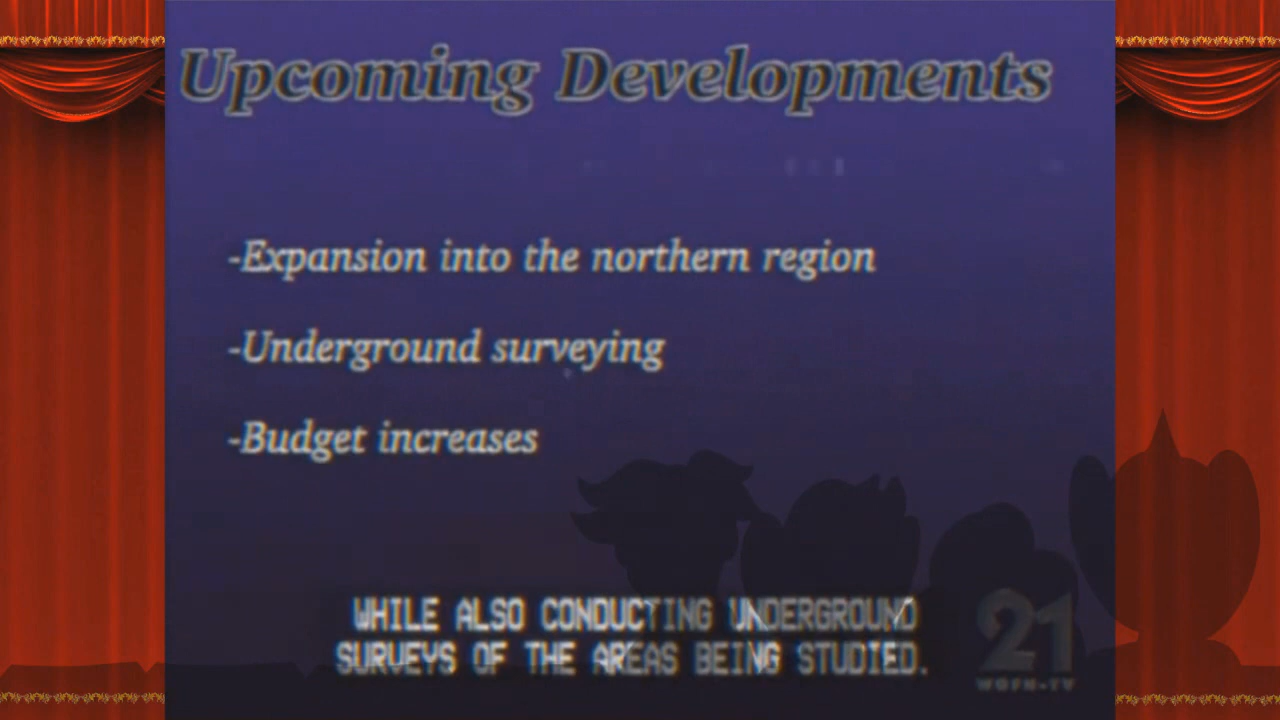 Upcoming Developments
-Expansion into the northern region
-Underground surveying
-Budget increases
WHILE ALSO CONDUCTING UNDERGROUND
SURVEYS OF THE AREAS BEING STUDIED.
21